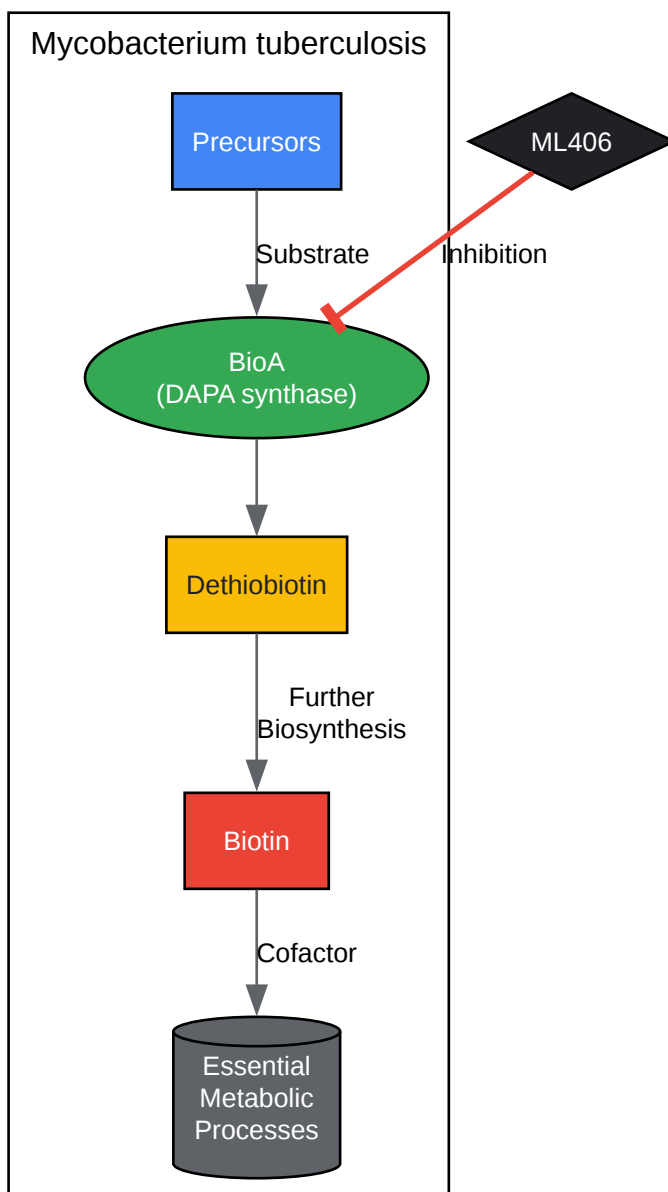 Mycobacterium tuberculosis
Precursors
ML406
Substrate
Inhibition
BioA
(DAPA synthase)
Dethiobiotin
Further
Biosynthesis
Biotin
Cofactor
Essential
Metabolic
Processes